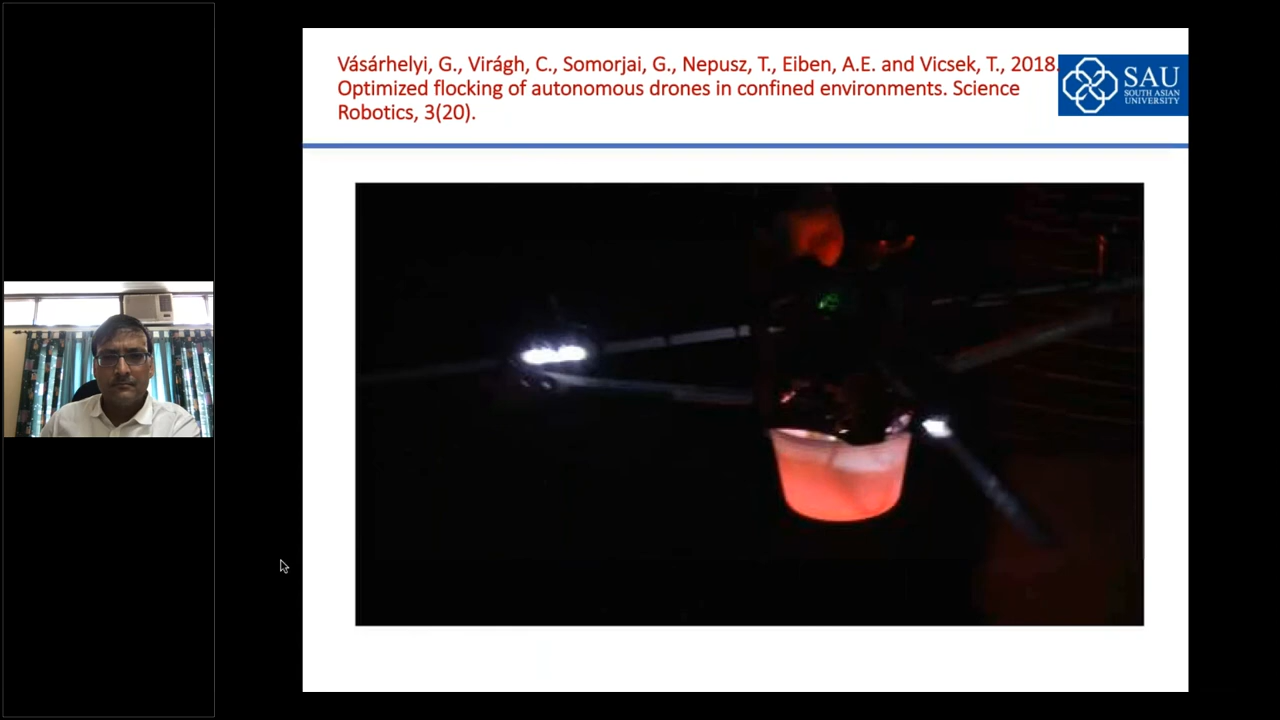 Vásárhelyi, G., Virágh, C., Somorjai, G., Nepusz, T., Eiben, A.E. and Vicsek, T., 2018.
Optimized flocking of autonomous drones in confined environments. Science
Robotics, 3(20).
SAU
SOUTH ASIAN
UNIVERSITY